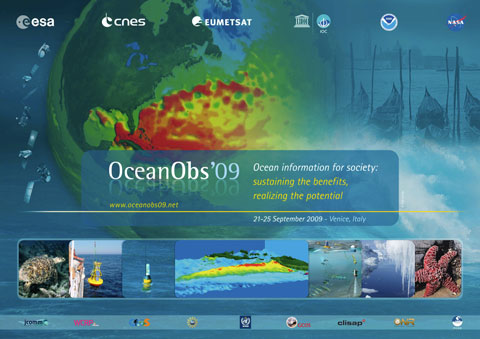 esa
cnes
EUMETSAT
IOC
NASA
OceanObs'09
Ocean information for society:
sustaining the benefits,
realizing the potential
www.oceanobs09.net
21-25 September 2009 - Venice, Italy
jcomm
WCRP
clisap